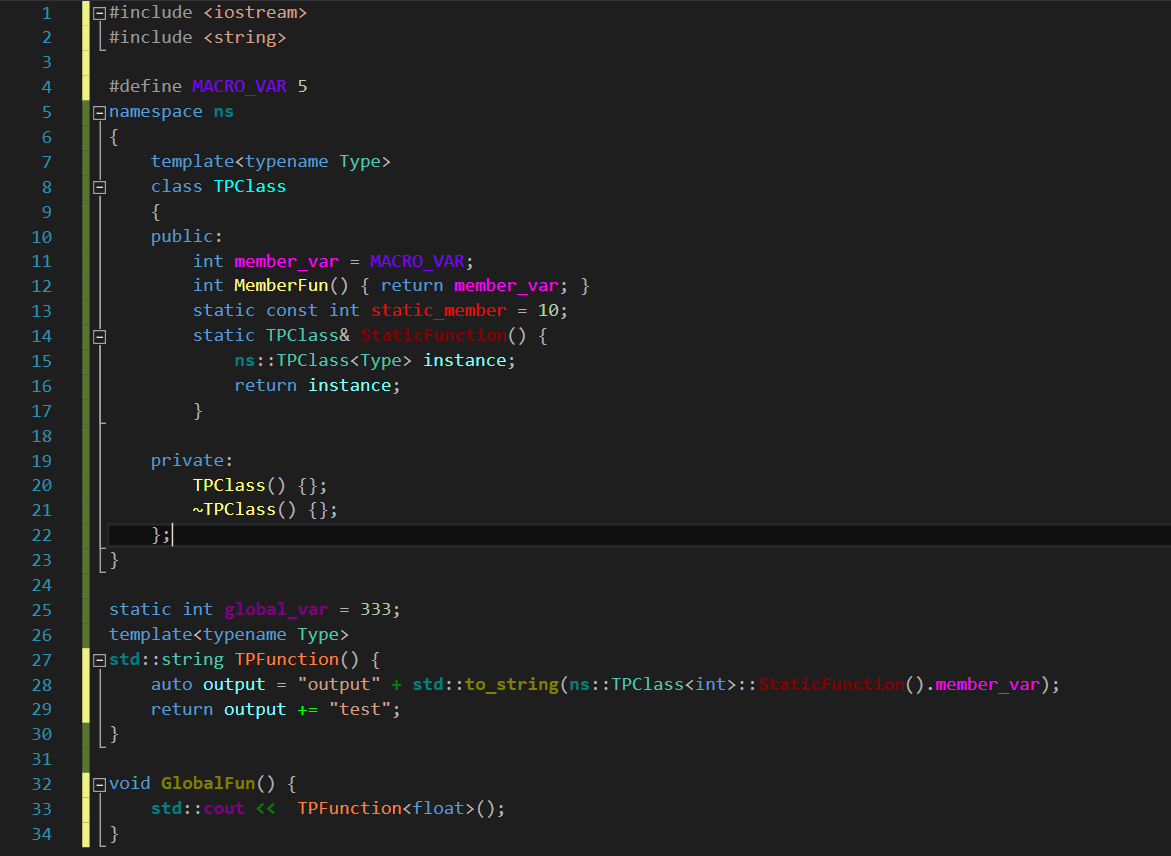 1 #include <iostream>
2 #include <string>
3
4 #define MACRO_VAR 5
5 namespace ns
6 {
7     template<typename Type>
8     class TPClass
9     {
10     public:
11         int member_var = MACRO_VAR;
12         int MemberFun() { return member_var; }
13         static const int static_member = 10;
14         static TPClass& StaticFunction() {
15             ns::TPClass<Type> instance;
16             return instance;
17         }
18
19     private:
20         TPClass() {};
21         ~TPClass() {};
22     };
23 }
24
25 static int global_var = 333;
26 template<typename Type>
27 std::string TPFunction() {
28     auto output = "output" + std::to_string(ns::TPClass<int>::StaticFunction().member_var);
29     return output += "test";
30 }
31
32 void GlobalFun() {
33     std::cout <<  TPFunction<float>();
34 }